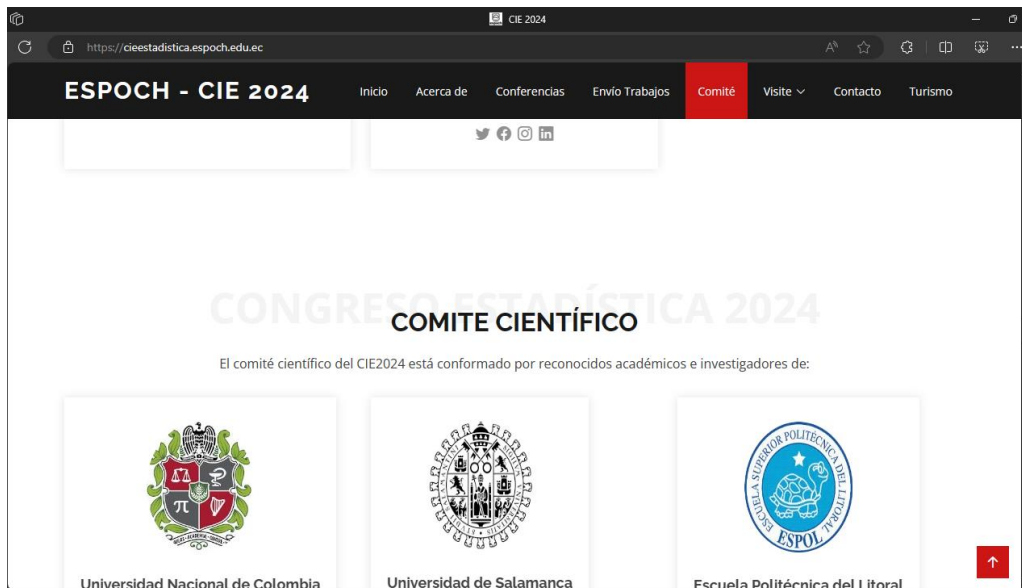 CIE 2024
https://cieestadistica.espoch.edu.ec
ESPOCH - CIE 2024
Inicio
Acerca de
Conferencias
Envío Trabajos
Comité
Visite
Contacto
Turismo
CONGRESO ESTADÍSTICA 2024
COMITE CIENTÍFICO
El comité científico del CIE2024 está conformado por reconocidos académicos e investigadores de:
ESCUELA SUPERIOR POLITÉCNICA DEL LITORAL
ESPOL
Universidad Nacional de Colombia
Universidad de Salamanca
Escuela Politécnica del Litoral